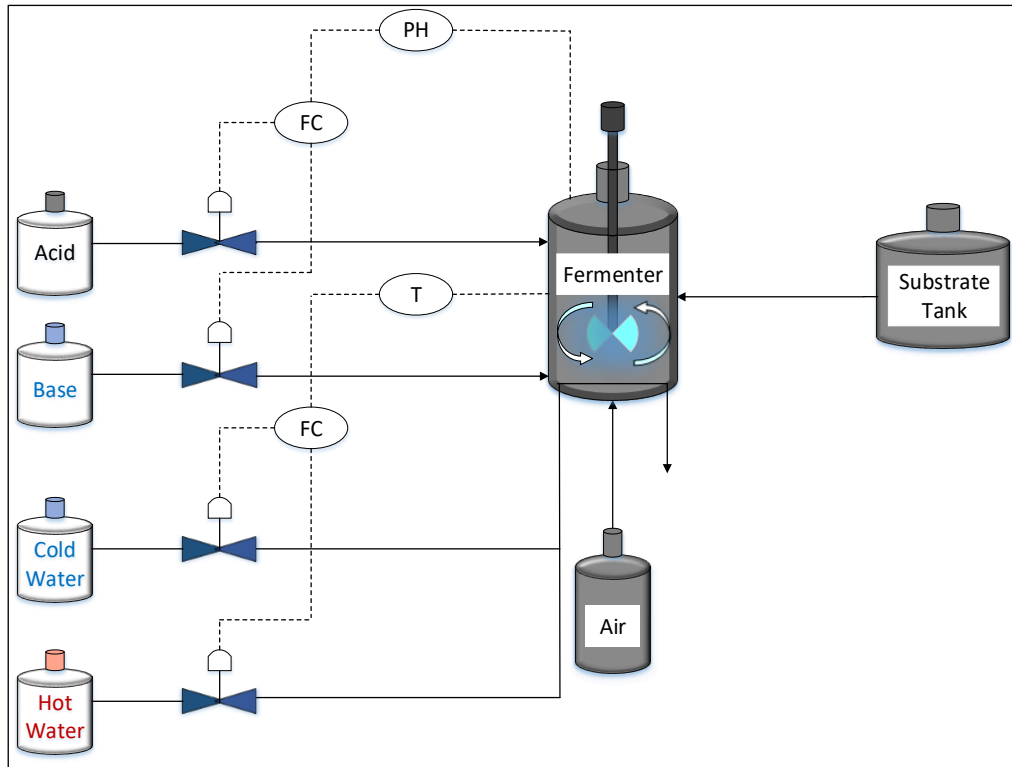 PH
FC
Acid
Fermenter
Substrate
Tank
T
Base
FC
Cold
Water
Air
Hot
Water